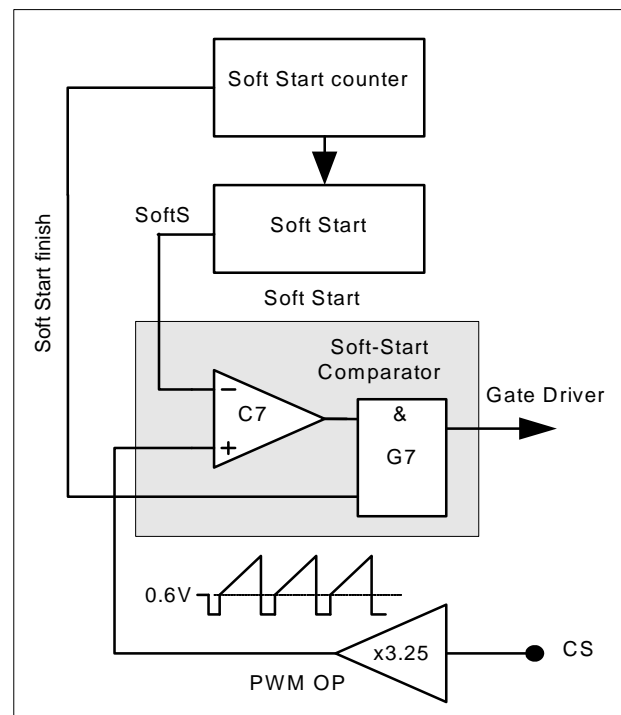 Soft Start counter
SoftS
Soft Start
Soft Start finish
Soft Start
Soft-Start
Comparator
Gate Driver
−
C7
+
&
G7
0.6V
x3.25
CS
PWM OP